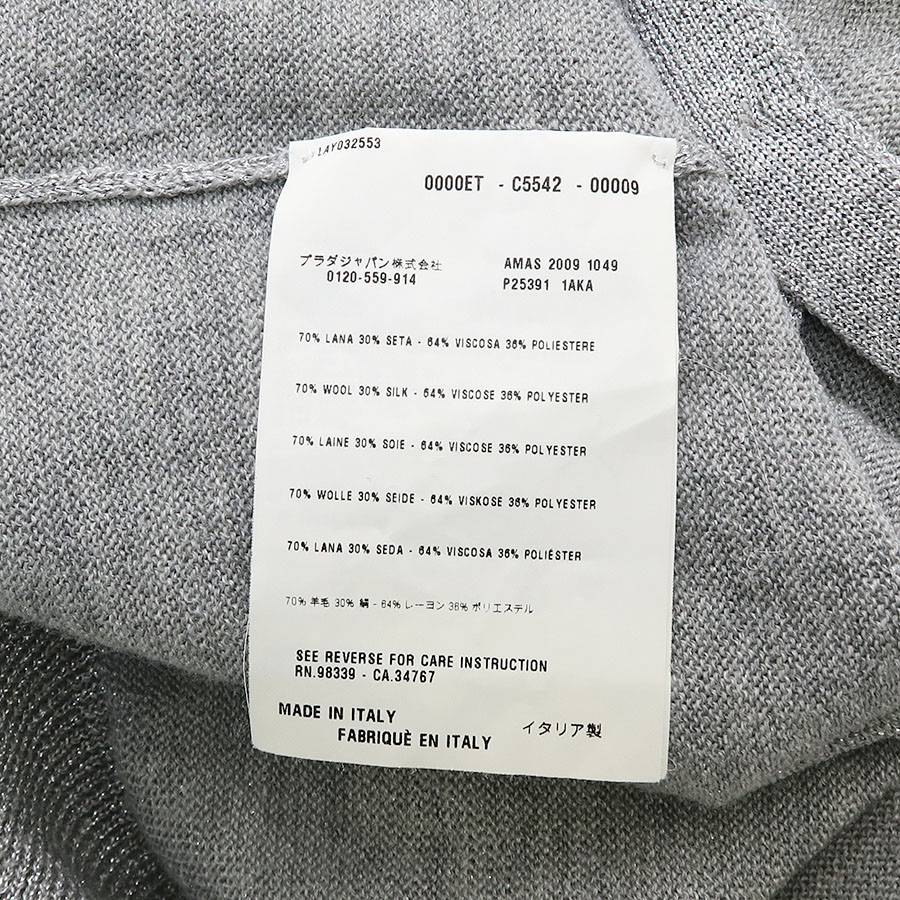 LAY032553
0000ET - C5542 - 00009
プラダジャパン株式会社
0120-559-914
AMAS 2009 1049
P25391 1AKA
70% LANA 30% SETA - 64% VISCOSA 36% POLIESTERE
70% WOOL 30% SILK - 64% VISCOSE 36% POLYESTER
70% LAINE 30% SOIE - 64% VISCOSE 36% POLYESTER
70% WOLLE 30% SEIDE - 64% VISKOSE 36% POLYESTER
70% LANA 30% SEDA - 64% VISCOSA 36% POLIÉSTER
70% 羊毛 30% 絹 - 64% レーヨン 36% ポリエステル
SEE REVERSE FOR CARE INSTRUCTION
RN.98339 - CA.34767
MADE IN ITALY
FABRIQUÈ EN ITALY
イタリア製